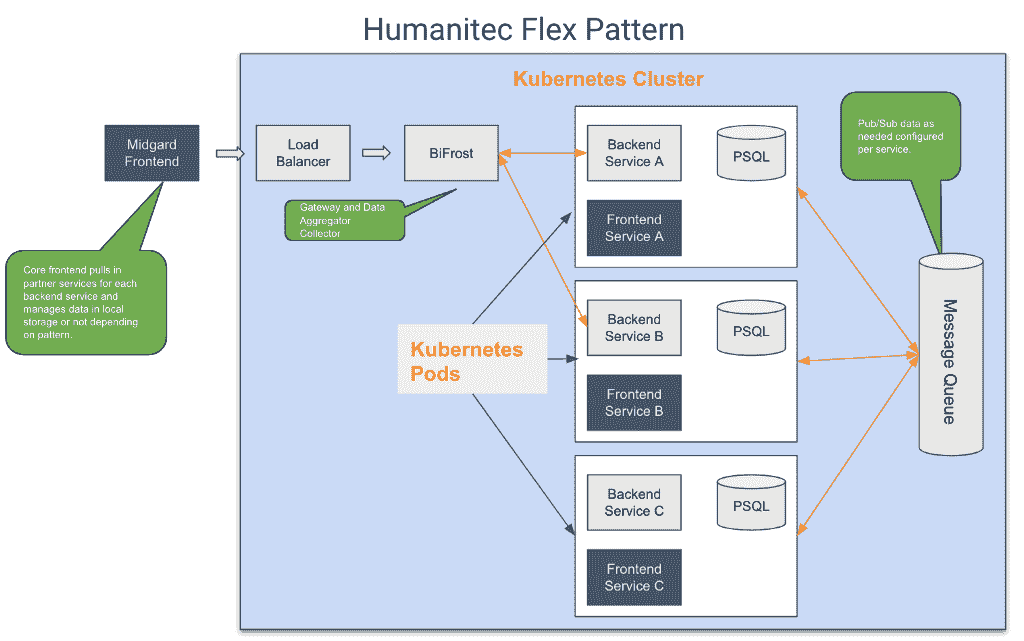 Humanitec Flex Pattern
Kubernetes Cluster
Midgard
Frontend
Load
Balancer
BiFrost
Gateway and Data
Aggregator
Collector
Core frontend pulls in
partner services for each
backend service and
manages data in local
storage or not depending
on pattern.
Kubernetes
Pods
Backend
Service A
PSQL
Frontend
Service A
Backend
Service B
PSQL
Frontend
Service B
Backend
Service C
PSQL
Frontend
Service C
Pub/Sub data as
needed configured
per service.
Message Queue